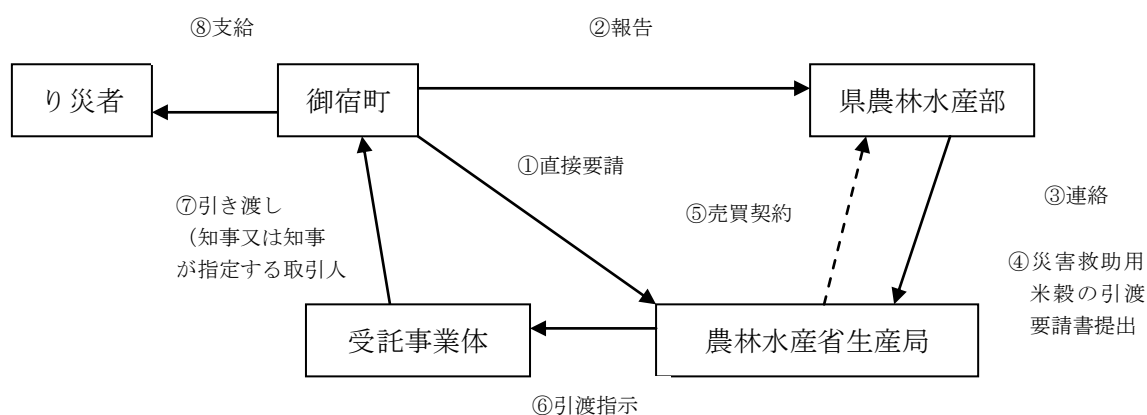 ⑧支給
②報告
り災者
御宿町
県農林水産部
①直接要請
⑤売買契約
③連絡
⑦引き渡し
（知事又は知事
が指定する取引人
④災害救助用
米穀の引渡
要請書提出
受託事業体
農林水産省生産局
⑥引渡指示